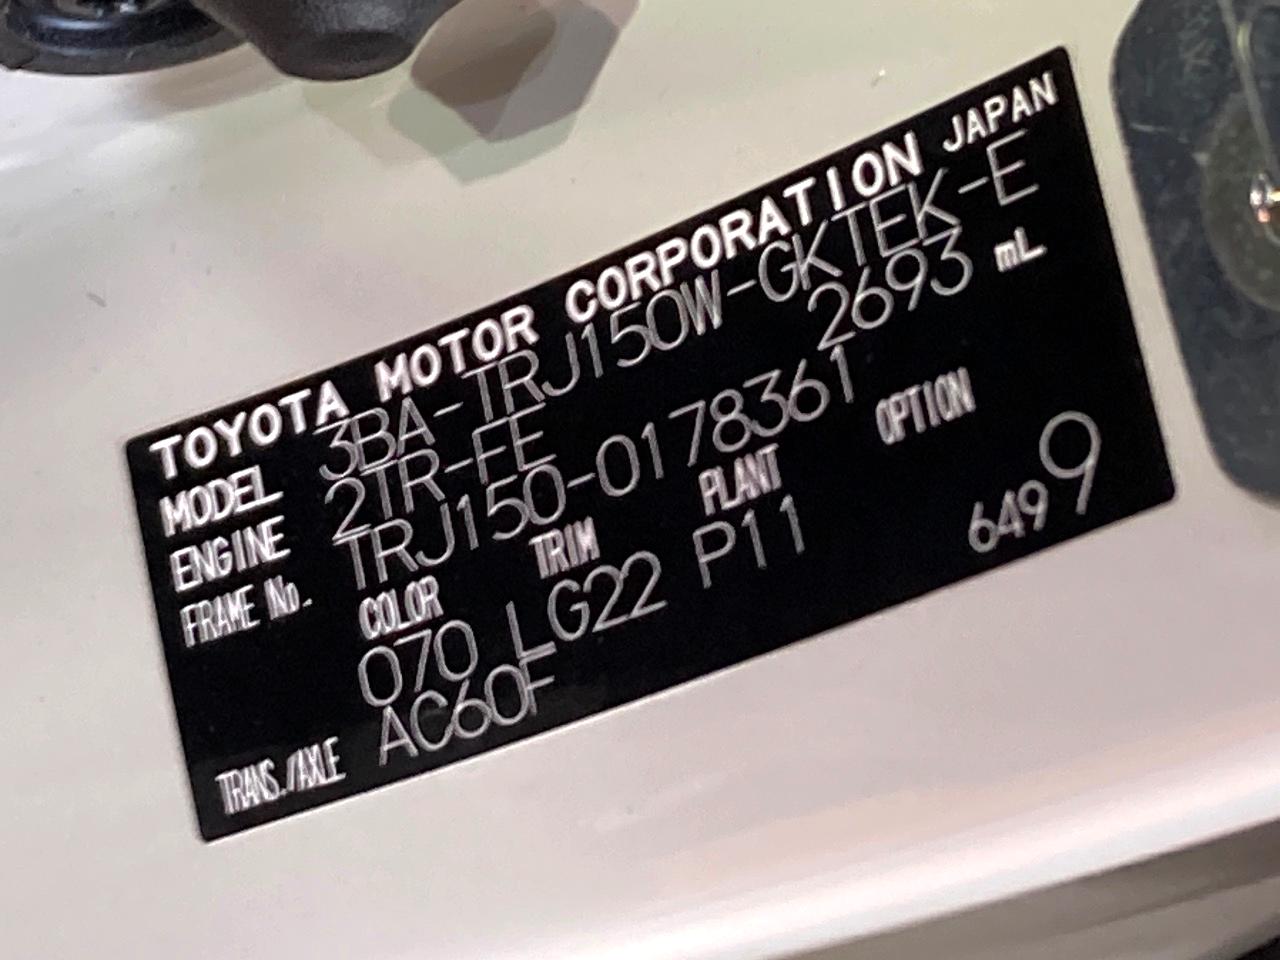 TOYOTA MOTOR CORPORATION JAPAN
MODEL 3BA-TRJ150W-GKTEK-E
ENGINE 2TR-FE 2693 mL
FRAME No. TRJ150-0178361
COLOR TRIM PLANT OPTION
070 LG22 P11
TRANS./AXLE AC60F 6499